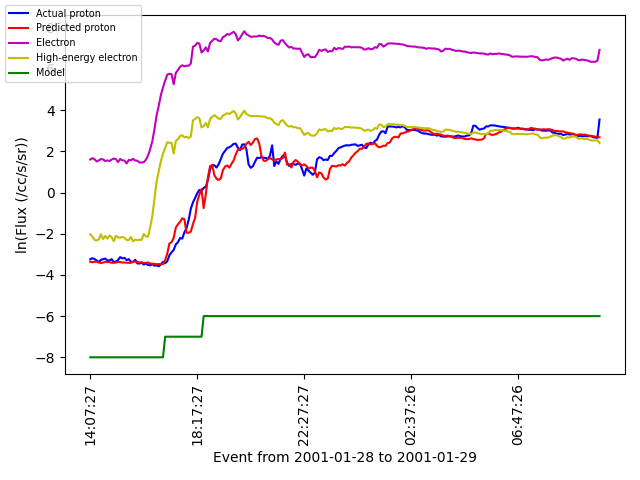 Actual proton
Predicted proton
Electron
High-energy electron
Model
ln(Flux (/cc/s/sr))
4
2
0
−2
−4
−6
−8
14:07:27
18:17:27
22:27:27
02:37:26
06:47:26
Event from 2001-01-28 to 2001-01-29